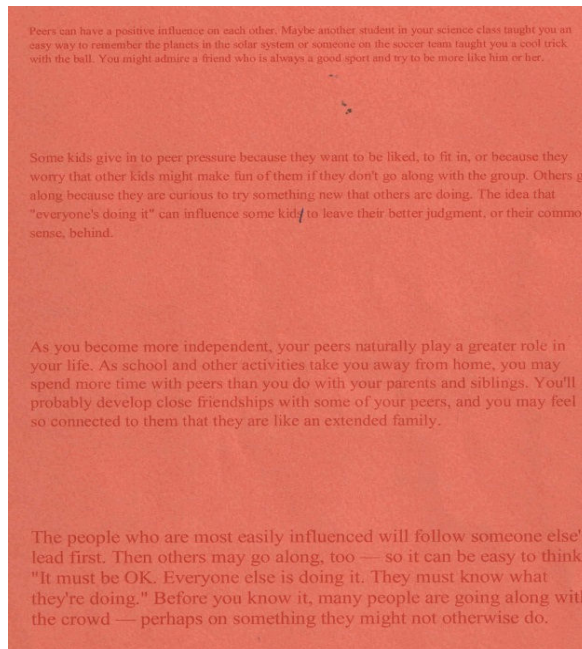 Peers can have a positive influence on each other. Maybe another student in your science class taught you an
easy way to remember the planets in the solar system or someone on the soccer team taught you a cool trick
with the ball. You might admire a friend who is always a good sport and try to be more like him or her.
Some kids give in to peer pressure because they want to be liked, to fit in, or because they
worry that other kids might make fun of them if they don't go along with the group. Others g
along because they are curious to try something new that others are doing. The idea that
"everyone's doing it" can influence some kids to leave their better judgment, or their commo
sense, behind.
As you become more independent, your peers naturally play a greater role in
your life. As school and other activities take you away from home, you may
spend more time with peers than you do with your parents and siblings. You'll
probably develop close friendships with some of your peers, and you may feel
so connected to them that they are like an extended family.
The people who are most easily influenced will follow someone else'
lead first. Then others may go along, too — so it can be easy to think
"It must be OK. Everyone else is doing it. They must know what
they're doing." Before you know it, many people are going along with
the crowd — perhaps on something they might not otherwise do.